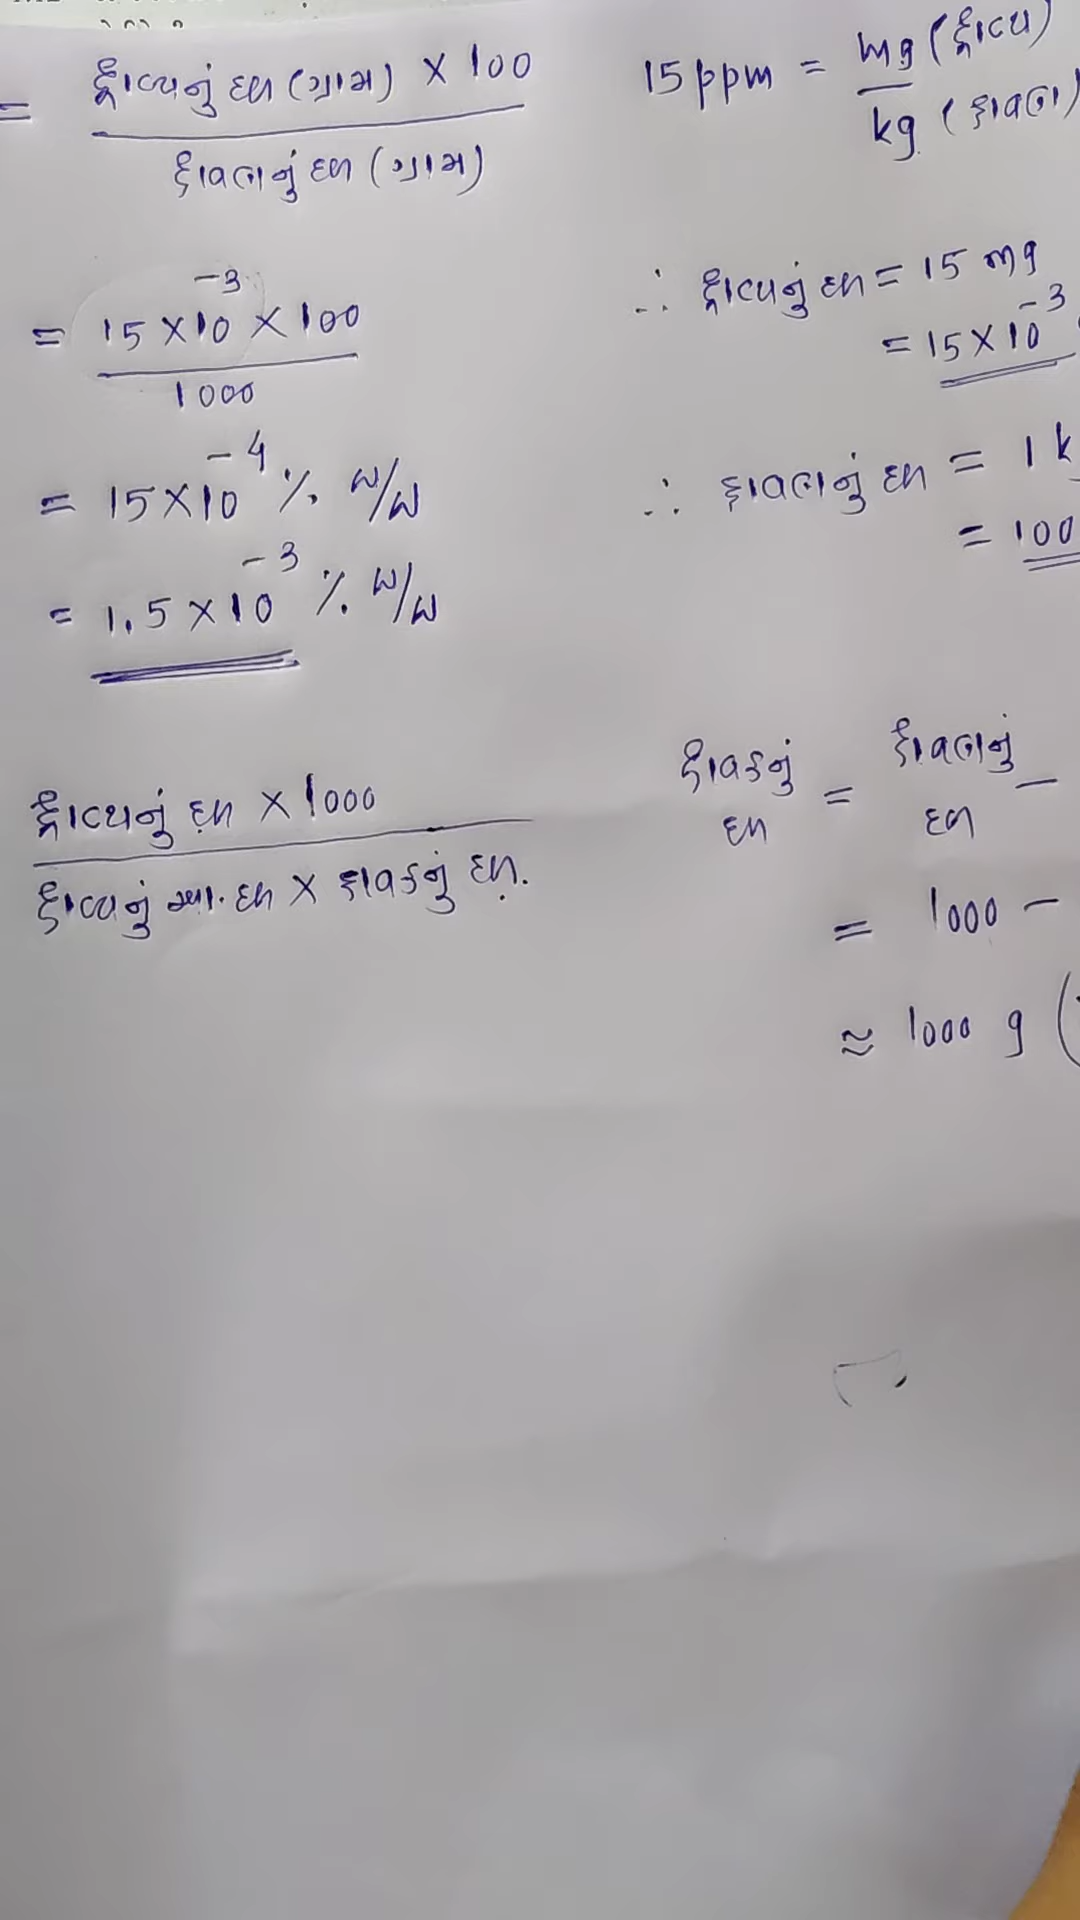 = દ્રાવ્યનું દળ (ગ્રામ) × 100
દ્રાવણનું દળ (ગ્રામ)
= 15 × 10⁻³ × 100
1000
= 15 × 10⁻⁴ % w/w
= 1.5 × 10⁻³ % w/w
દ્રાવ્યનું દળ × 1000
દ્રાવ્યનું આ. દળ × દ્રાવકનું દળ.
15 ppm = mg (દ્રાવ્ય)
kg (દ્રાવણ)
∴ દ્રાવ્યનું દળ = 15 mg
= 15 × 10⁻³
∴ દ્રાવણનું દળ = 1 k
= 100
દ્રાવકનું દળ = દ્રાવણનું દળ –
= 1000 –
≈ 1000 g (